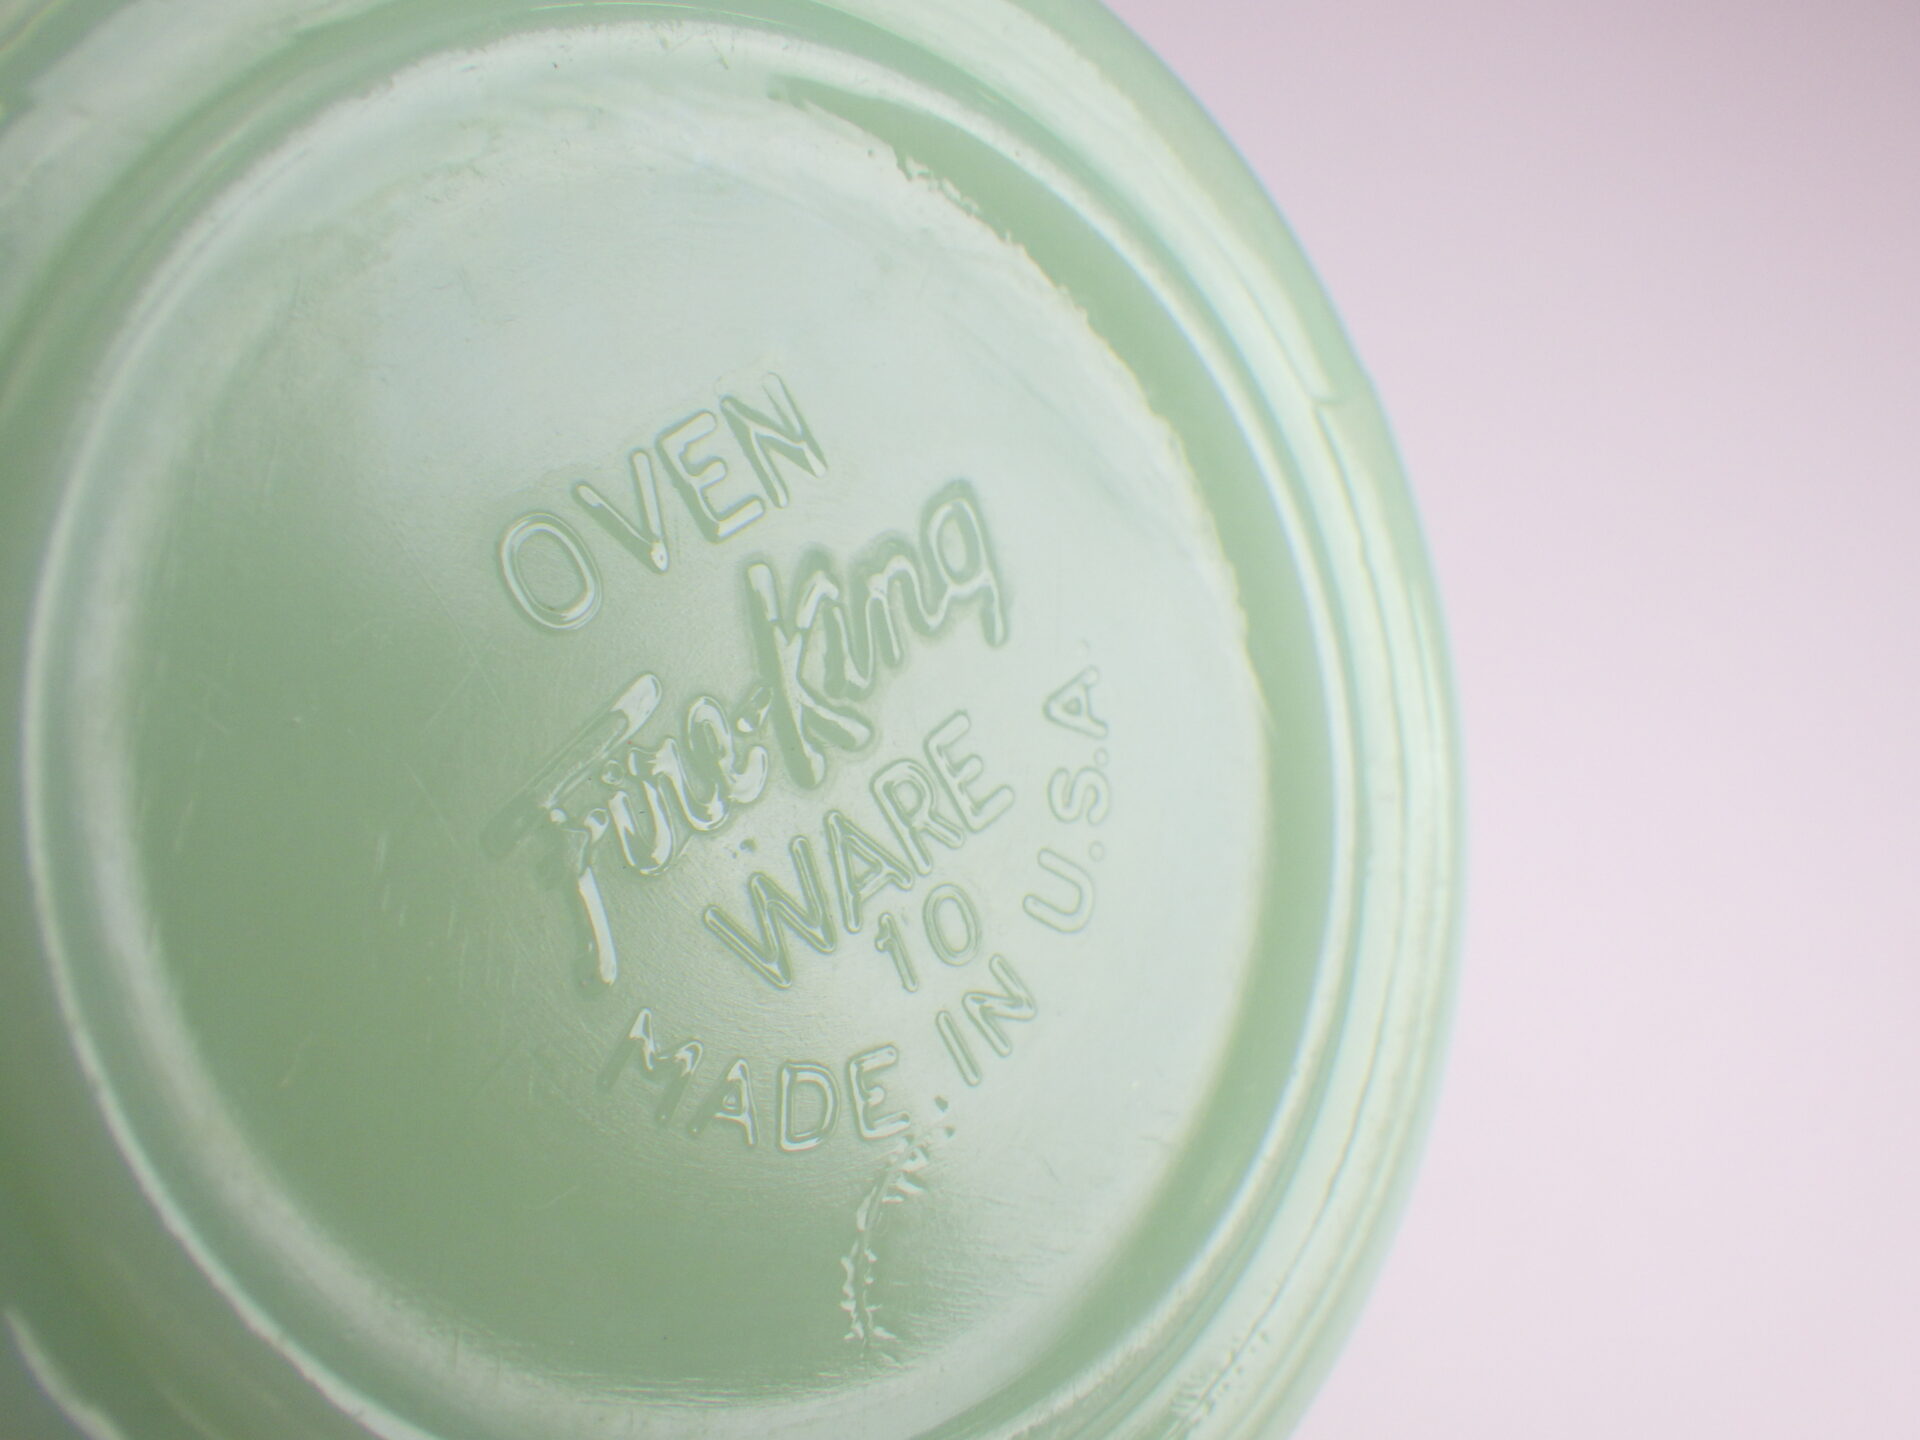 OVEN
Fire-King
WARE
10
MADE IN U.S.A